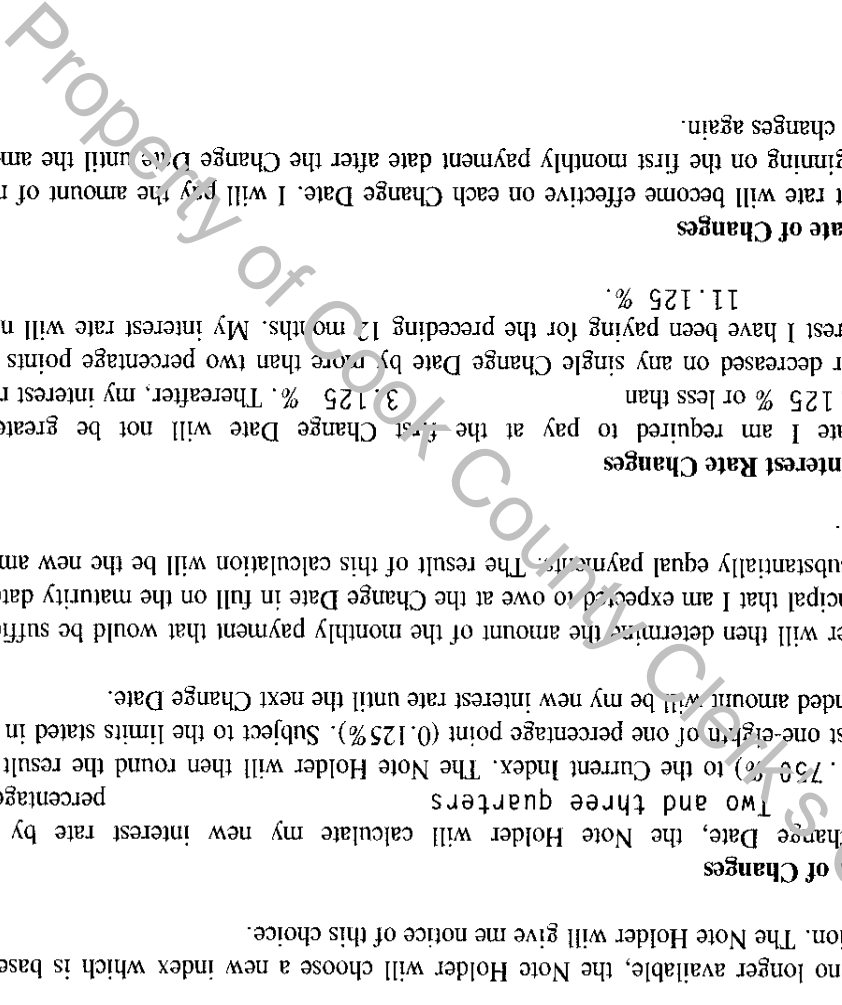 no longer available, the Note Holder will choose a new index which is base
ion. The Note Holder will give me notice of this choice.
of Changes
hange Date, the Note Holder will calculate my new interest rate by
Two and three quarters percentage
.750 %) to the Current Index. The Note Holder will then round the result
st one-eighth of one percentage point (0.125%). Subject to the limits stated in
nded amount will be my new interest rate until the next Change Date.
er will then determine the amount of the monthly payment that would be suffi
ncipal that I am expected to owe at the Change Date in full on the maturity dat
ubstantially equal payments. The result of this calculation will be the new am
.
nterest Rate Changes
ate I am required to pay at the first Change Date will not be greate
125 % or less than 3.125 %. Thereafter, my interest r
r decreased on any single Change Date by more than two percentage points
rest I have been paying for the preceding 12 months. My interest rate will n
11.125 %.
ate of Changes
t rate will become effective on each Change Date. I will pay the amount of
ginning on the first monthly payment date after the Change Date until the am
changes again.
Property of Cook County Clerk's